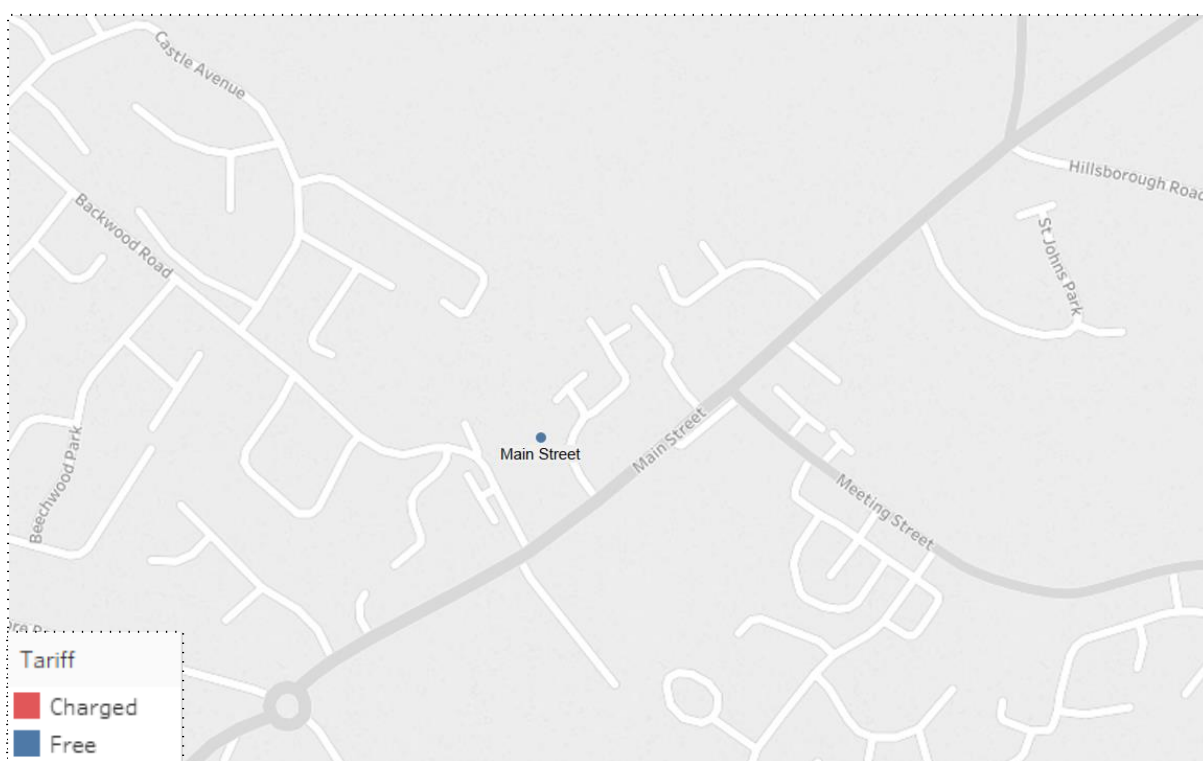 Castle Avenue
Hillsborough Road
Backwood Road
St Johns Park
Main Street
Main Street
Beechwood Park
Meeting Street
Tariff
Charged
Free